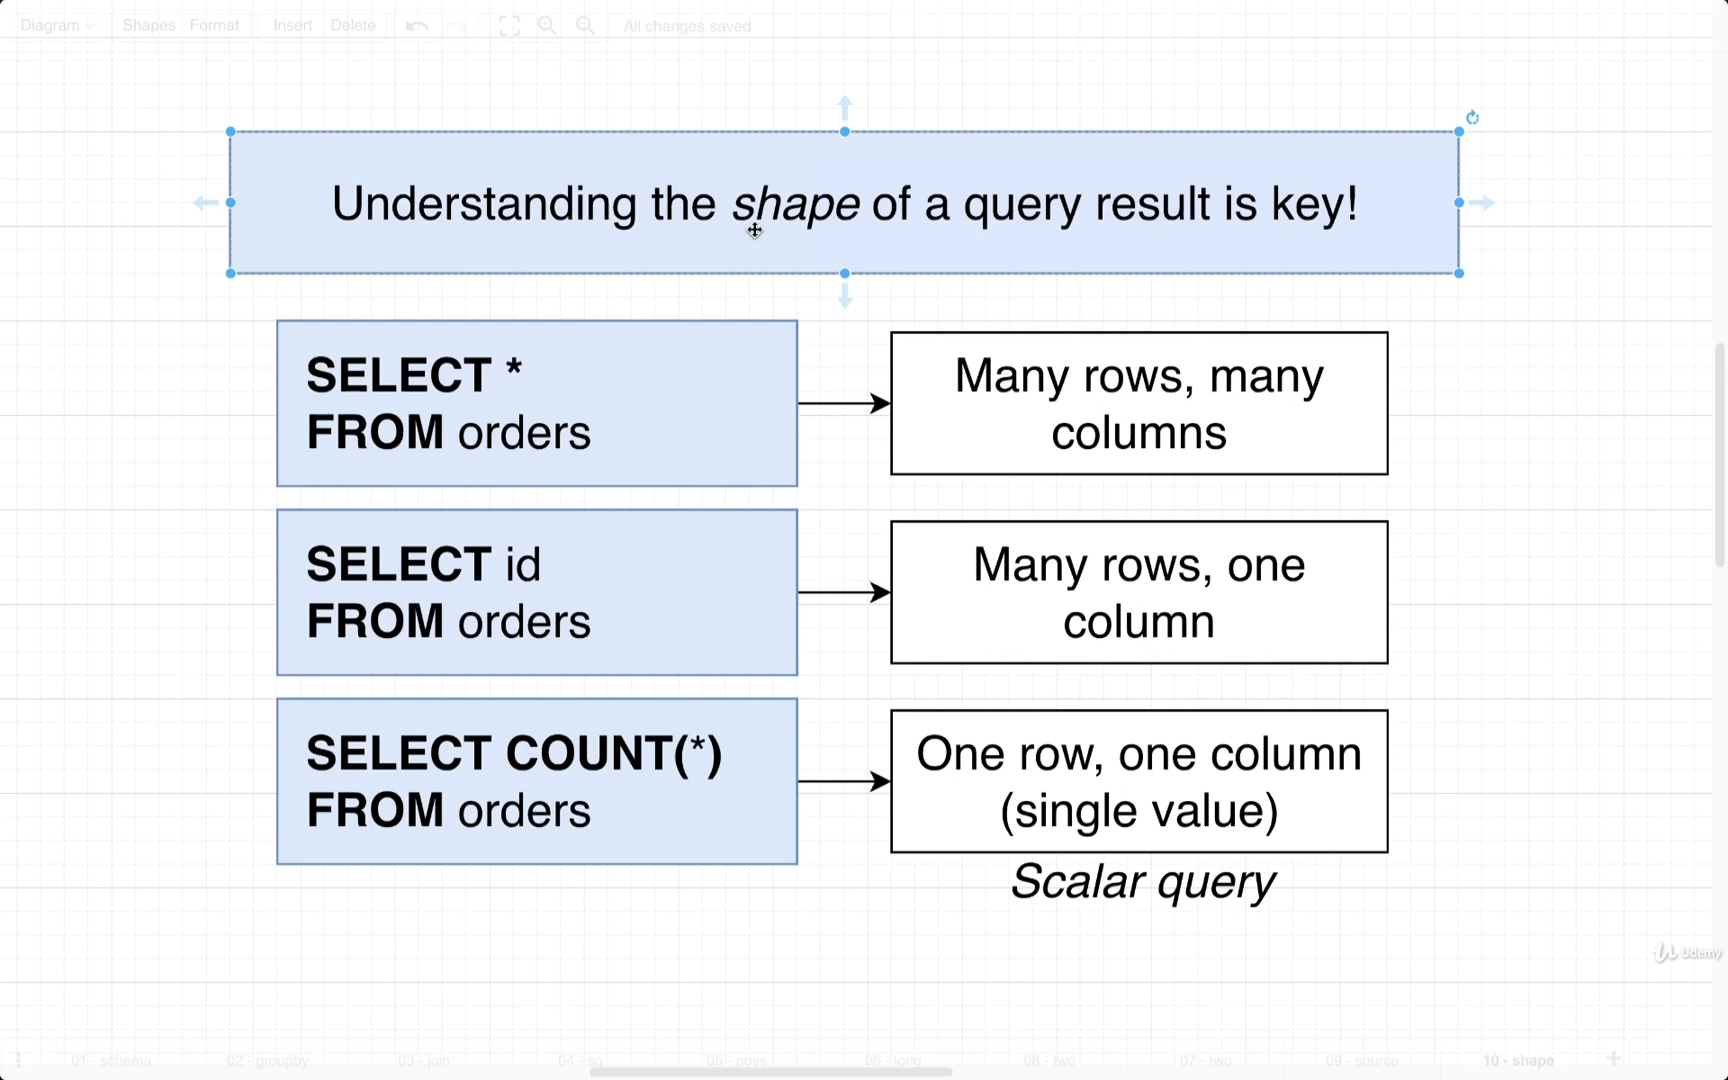 Diagram Shapes Format Insert Delete All changes saved
Understanding the shape of a query result is key!
SELECT *
FROM orders
Many rows, many
columns
SELECT id
FROM orders
Many rows, one
column
SELECT COUNT(*)
FROM orders
One row, one column
(single value)
Scalar query
Udemy
01 - schema 02 - groupby 03 - join 04 - sq 05 - poss 06 - long 08 - two 07 - two 09 - source 10 - shape